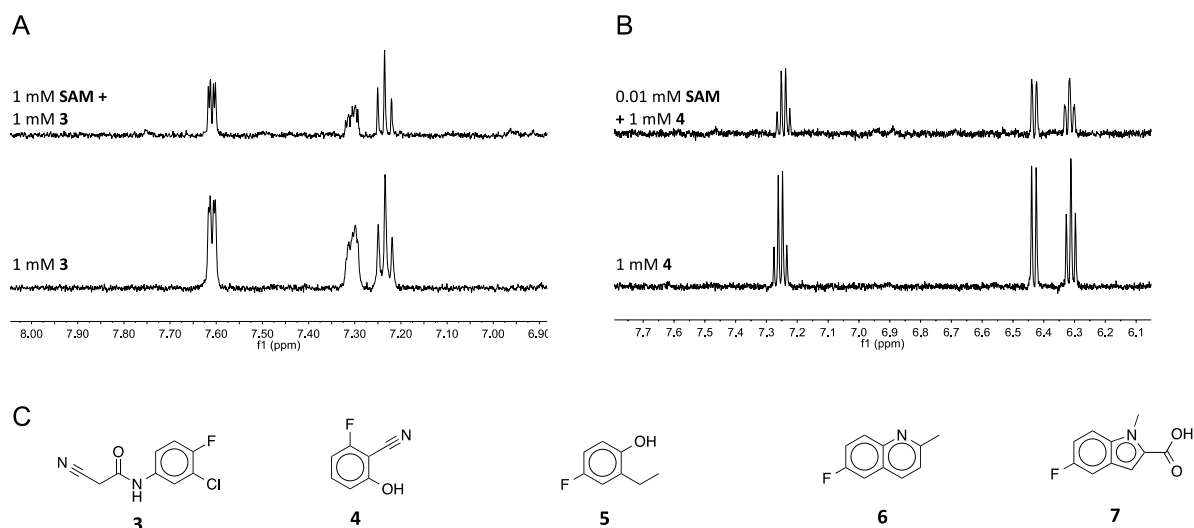 A
1 mM SAM +
1 mM 3
1 mM 3
8.00 7.90 7.80 7.70 7.60 7.50 7.40 7.30 7.20 7.10 7.00 6.90
f1 (ppm)
B
0.01 mM SAM
+ 1 mM 4
1 mM 4
7.7 7.6 7.5 7.4 7.3 7.2 7.1 7.0 6.9 6.8 6.7 6.6 6.5 6.4 6.3 6.2 6.1
f1 (ppm)
C
N O N H F Cl
3
F N OH
4
OH F
5
N F
6
N OH O F
7